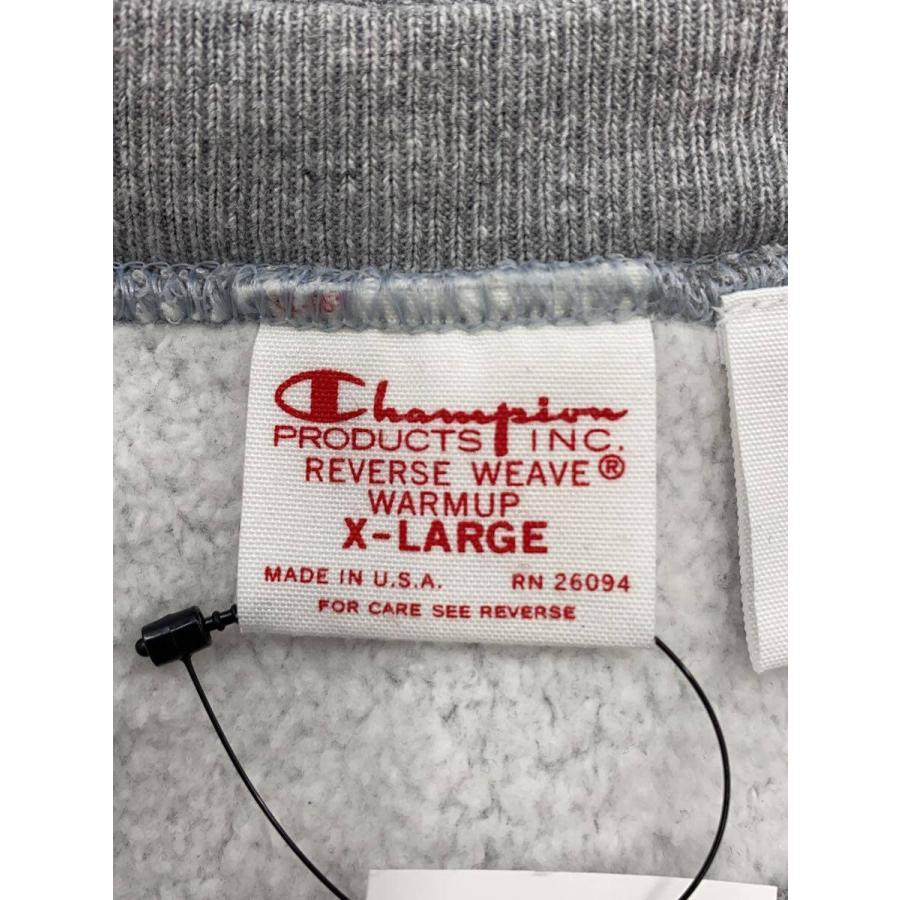 Champion
PRODUCTS INC.
REVERSE WEAVE®
WARMUP
X-LARGE
MADE IN U.S.A. RN 26094
FOR CARE SEE REVERSE